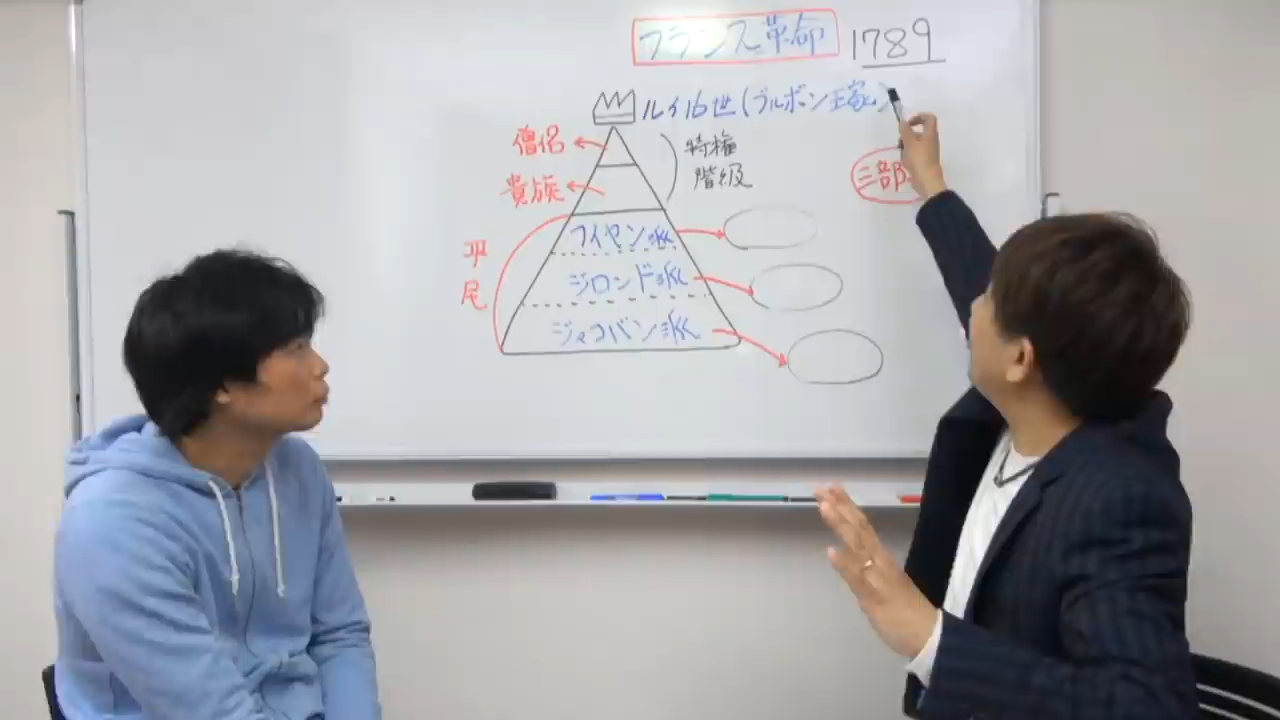 フランス革命 1789
ルイ16世(ブルボン王家)
僧侶
特権
階級
貴族
三部
平
民
フイヤン派
ジロンド派
ジャコバン派